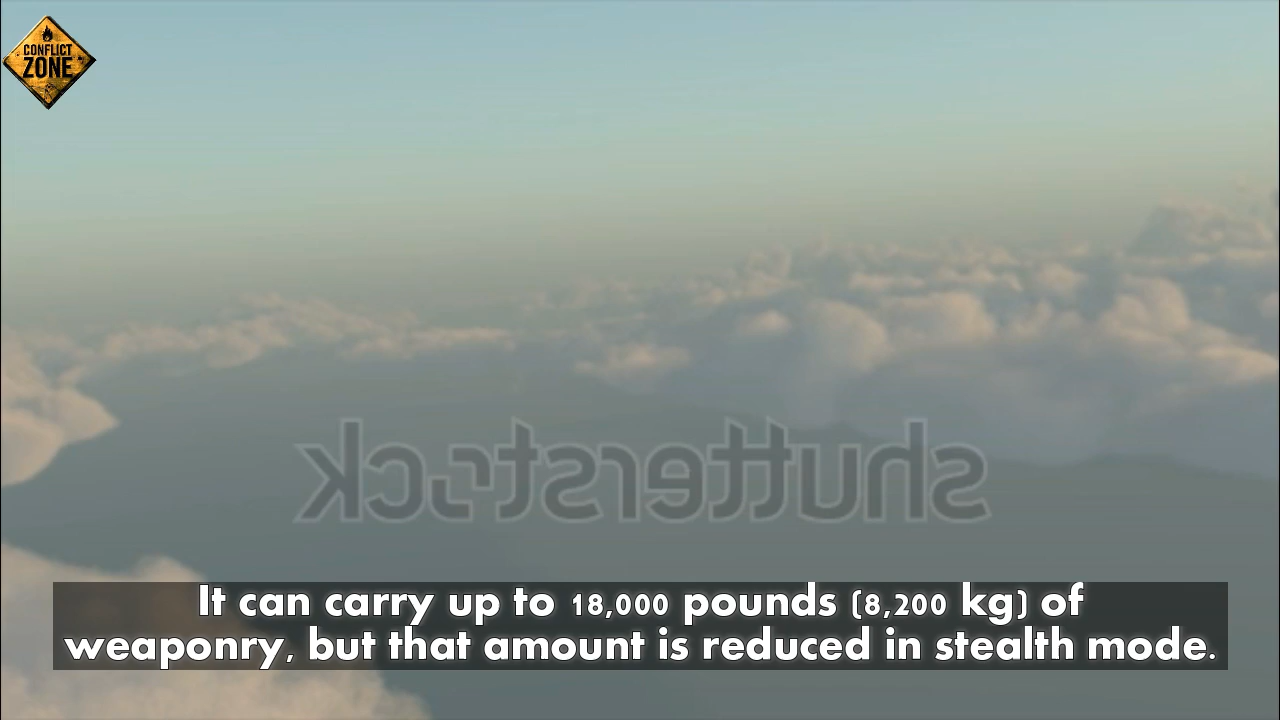 CONFLICT
ZONE
shutterstock
It can carry up to 18,000 pounds (8,200 kg) of
weaponry, but that amount is reduced in stealth mode.